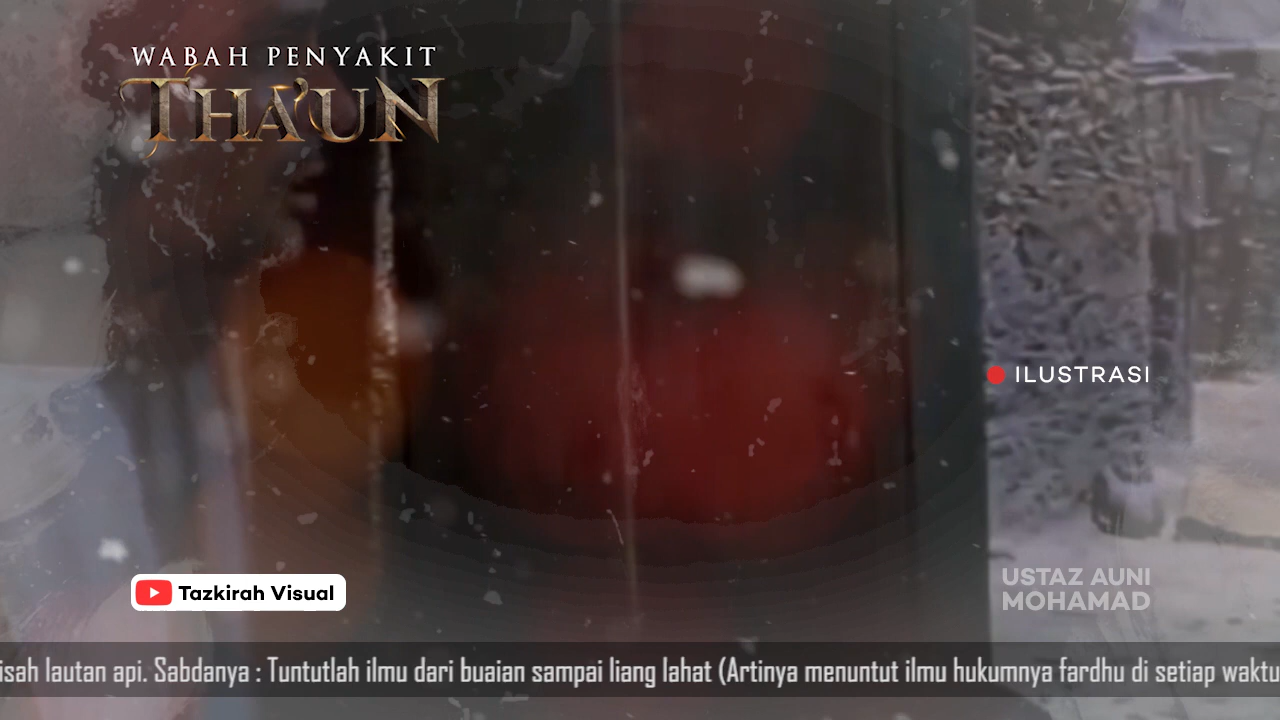 WABAH PENYAKIT
THA'UN
ILUSTRASI
Tazkirah Visual
USTAZ AUNI
MOHAMAD
lautan api. Sabdanya : Tuntutlah ilmu dari buaian sampai liang lahat (Artinya menuntut ilmu hukumnya fardhu di setiap waktu